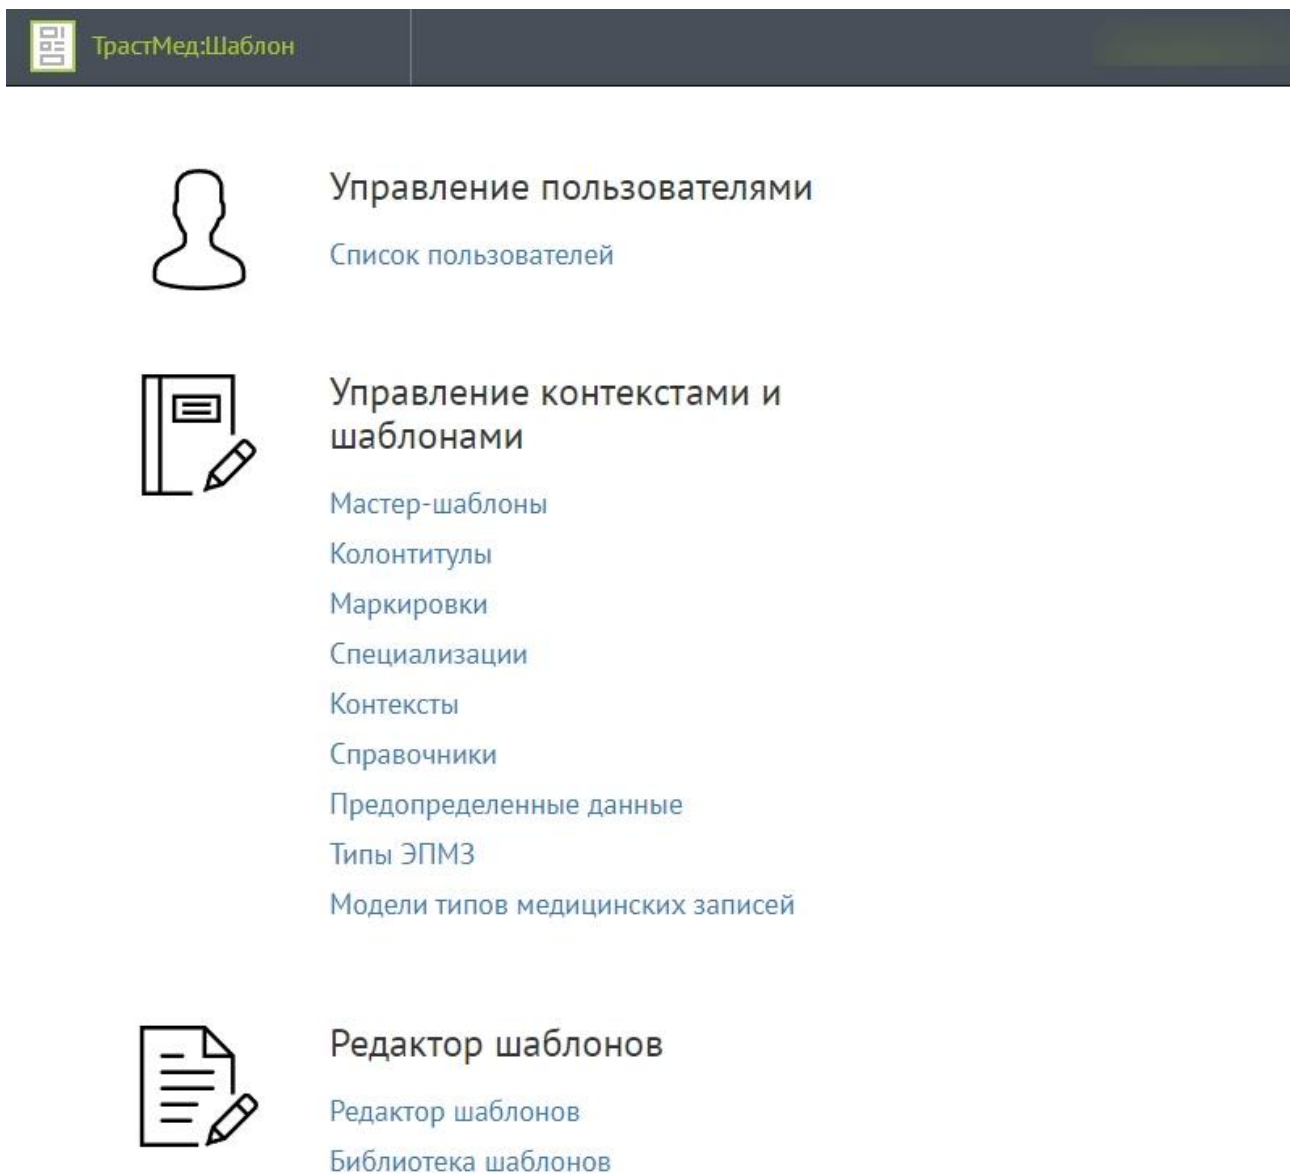 ТрастМед:Шаблон
Управление пользователями
Список пользователей
Управление контекстами и
шаблонами
Мастер-шаблоны
Колонтитулы
Маркировки
Специализации
Контексты
Справочники
Предопределенные данные
Типы ЭПМЗ
Модели типов медицинских записей
Редактор шаблонов
Редактор шаблонов
Библиотека шаблонов